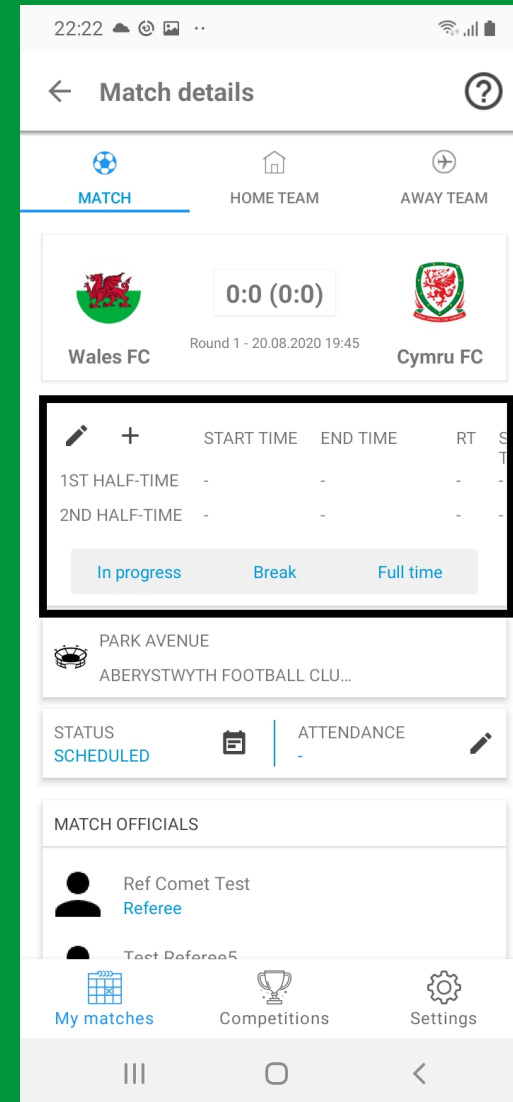 22:22
Match details
MATCH HOME TEAM AWAY TEAM
0:0 (0:0)
Round 1 - 20.08.2020 19:45
Wales FC Cymru FC
START TIME END TIME RT S
T
1ST HALF-TIME - - - -
2ND HALF-TIME - - - -
In progress Break Full time
PARK AVENUE
ABERYSTWYTH FOOTBALL CLU...
STATUS ATTENDANCE
SCHEDULED -
MATCH OFFICIALS
Ref Comet Test
Referee
Test Referee5
My matches Competitions Settings